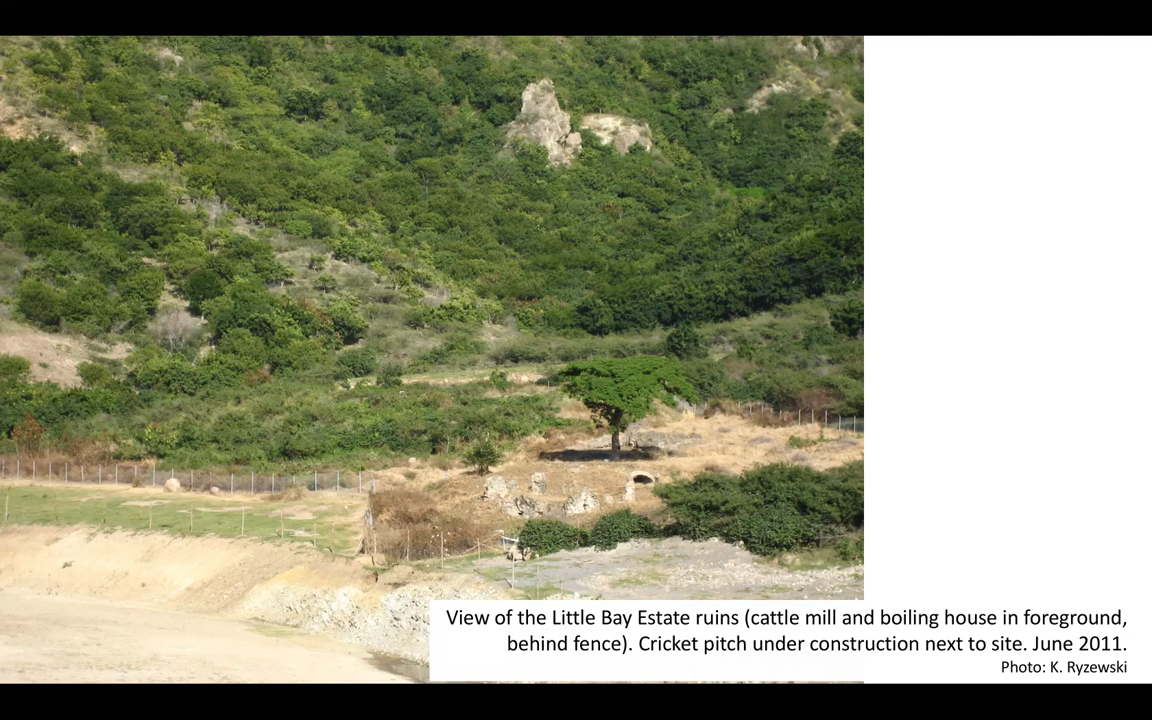 View of the Little Bay Estate ruins (cattle mill and boiling house in foreground,
behind fence). Cricket pitch under construction next to site. June 2011.
Photo: K. Ryzewski